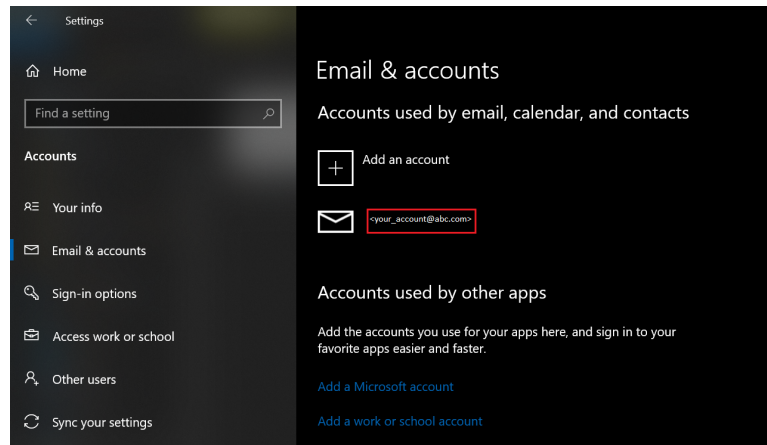 Settings
Home
Find a setting
Accounts
Your info
Email & accounts
Sign-in options
Access work or school
Other users
Sync your settings
Email & accounts
Accounts used by email, calendar, and contacts
Add an account
<your_account@abc.com>
Accounts used by other apps
Add the accounts you use for your apps here, and sign in to your
favorite apps easier and faster.
Add a Microsoft account
Add a work or school account